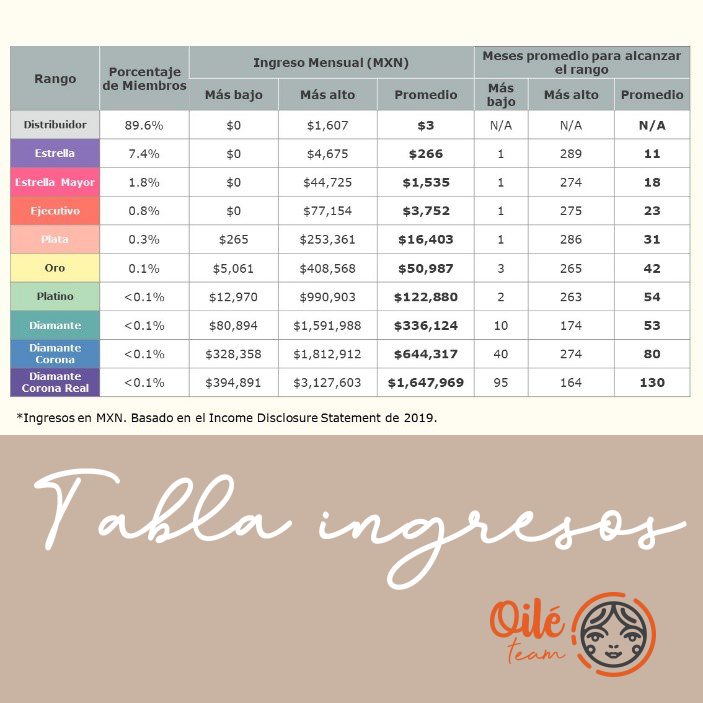 Rango Porcentaje de Miembros Ingreso Mensual (MXN) Meses promedio para alcanzar el rango
Más bajo Más alto Promedio Más bajo Más alto Promedio
Distribuidor 89.6% $0 $1,607 $3 N/A N/A N/A
Estrella 7.4% $0 $4,675 $266 1 289 11
Estrella Mayor 1.8% $0 $44,725 $1,535 1 274 18
Ejecutivo 0.8% $0 $77,154 $3,752 1 275 23
Plata 0.3% $265 $253,361 $16,403 1 286 31
Oro 0.1% $5,061 $408,568 $50,987 3 265 42
Platino <0.1% $12,970 $990,903 $122,880 2 263 54
Diamante <0.1% $80,894 $1,591,988 $336,124 10 174 53
Diamante Corona <0.1% $328,358 $1,812,912 $644,317 40 274 80
Diamante Corona Real <0.1% $394,891 $3,127,603 $1,647,969 95 164 130
*Ingresos en MXN. Basado en el Income Disclosure Statement de 2019.
Tabla ingresos
Oilé
team